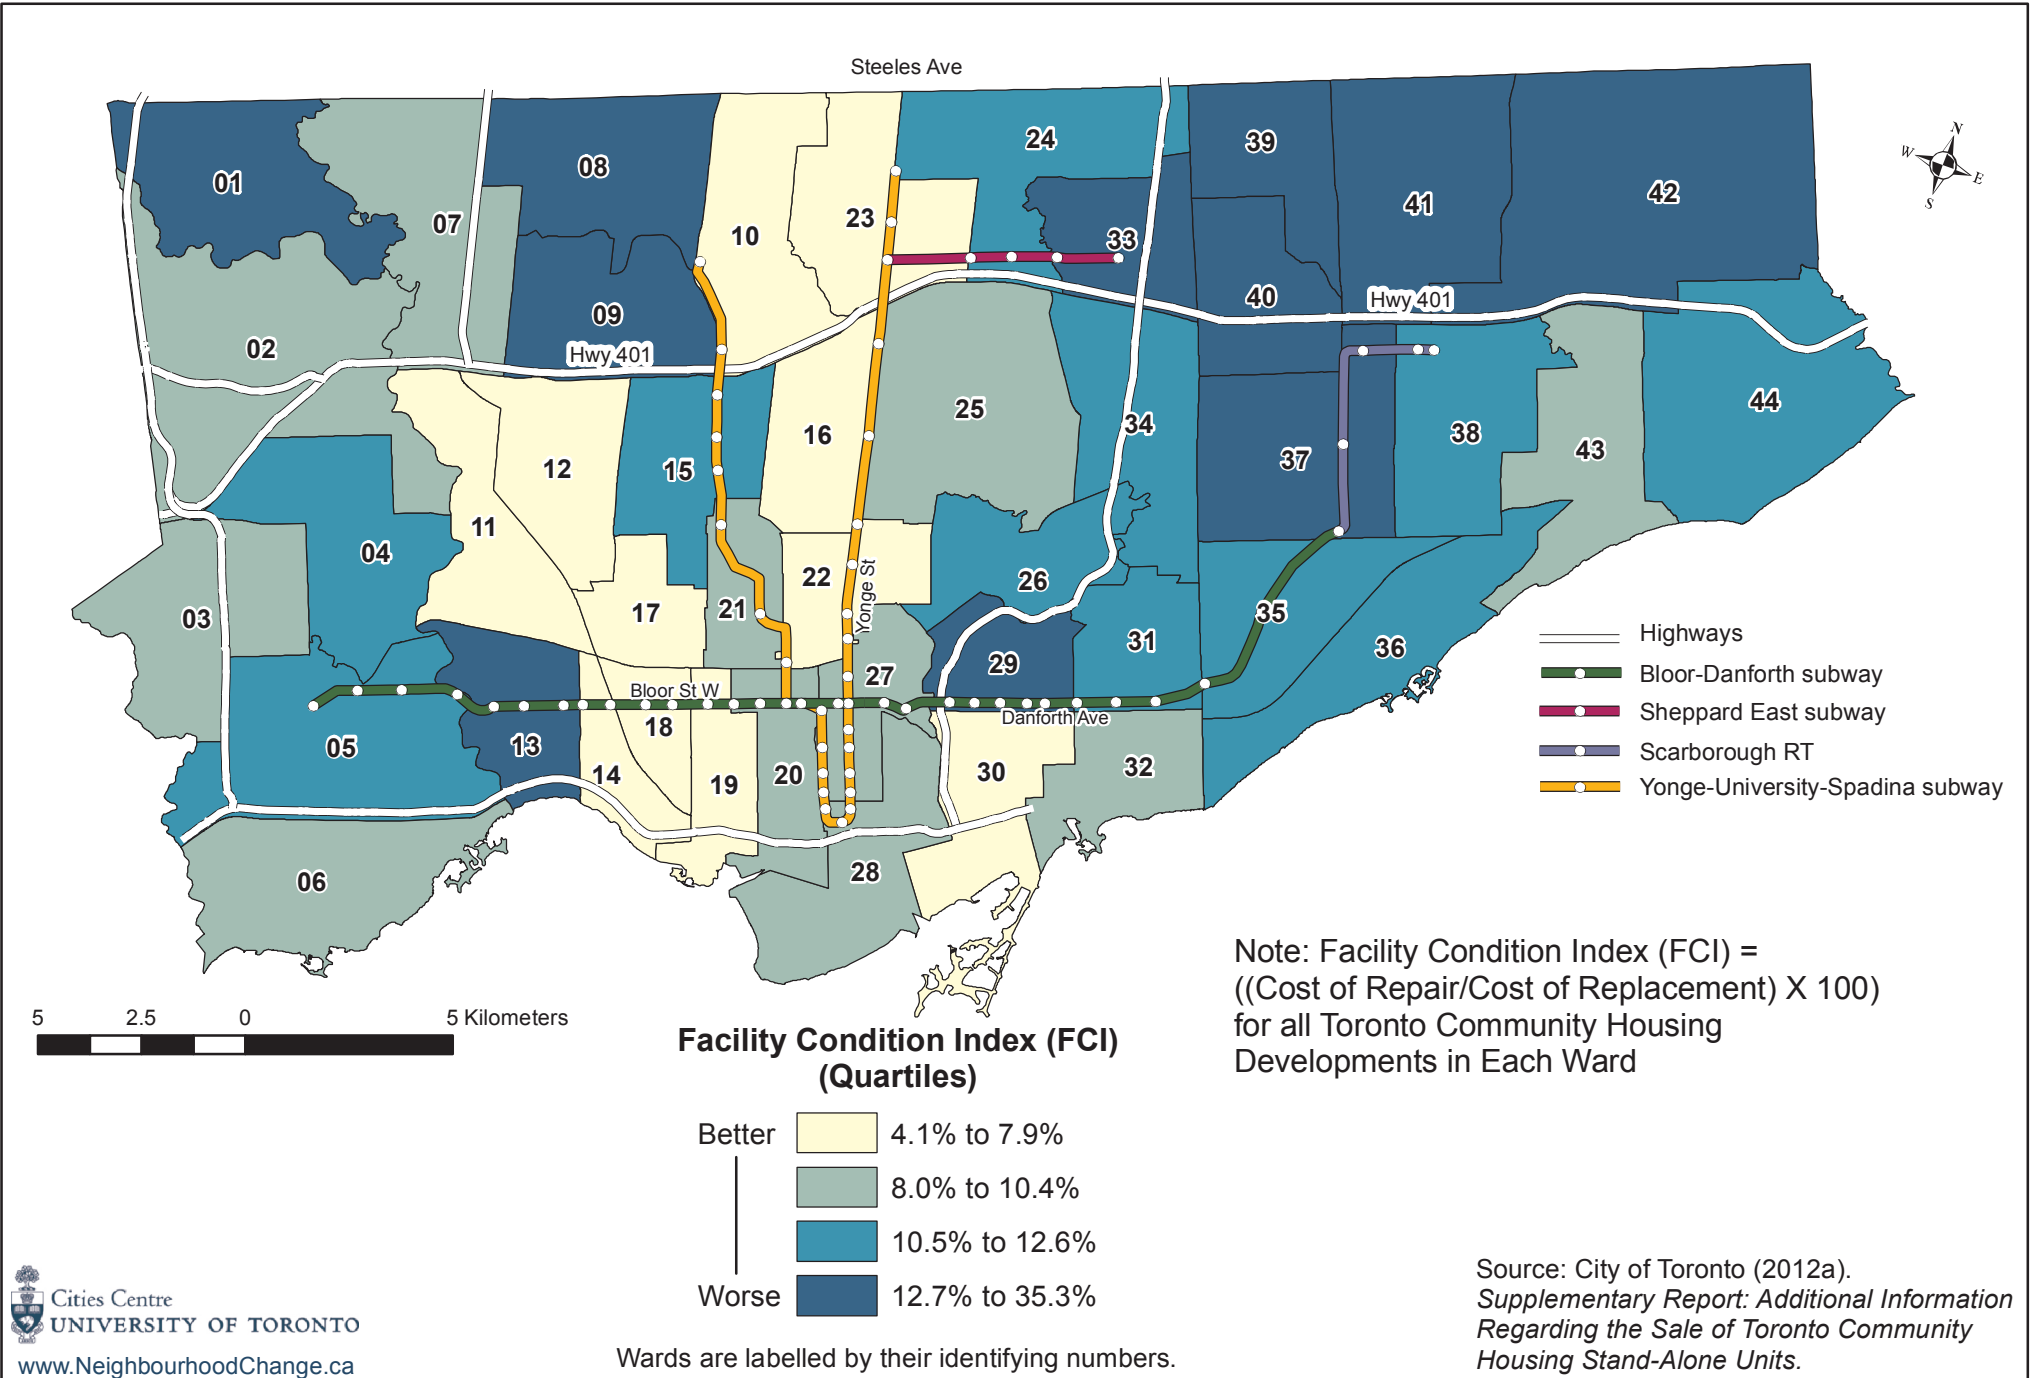 Steeles Ave
N
W
E
S
24
39
08
01
42
41
07
23
10
33
40
Hwy 401
09
02
Hwy 401
44
25
34
16
38
43
37
12
15
11
04
26
22
Yonge St
21
17
03
35
31
36
29
27
Bloor St W
Danforth Ave
18
13
05
14
19
20
30
32
28
06
Highways
Bloor-Danforth subway
Sheppard East subway
Scarborough RT
Yonge-University-Spadina subway
Note: Facility Condition Index (FCI) =
((Cost of Repair/Cost of Replacement) X 100)
for all Toronto Community Housing
Developments in Each Ward
5 2.5 0 5 Kilometers
Facility Condition Index (FCI)
(Quartiles)
Better 4.1% to 7.9%
8.0% to 10.4%
10.5% to 12.6%
Worse 12.7% to 35.3%
Wards are labelled by their identifying numbers.
Cities Centre
UNIVERSITY OF TORONTO
www.NeighbourhoodChange.ca
Source: City of Toronto (2012a).
Supplementary Report: Additional Information
Regarding the Sale of Toronto Community
Housing Stand-Alone Units.